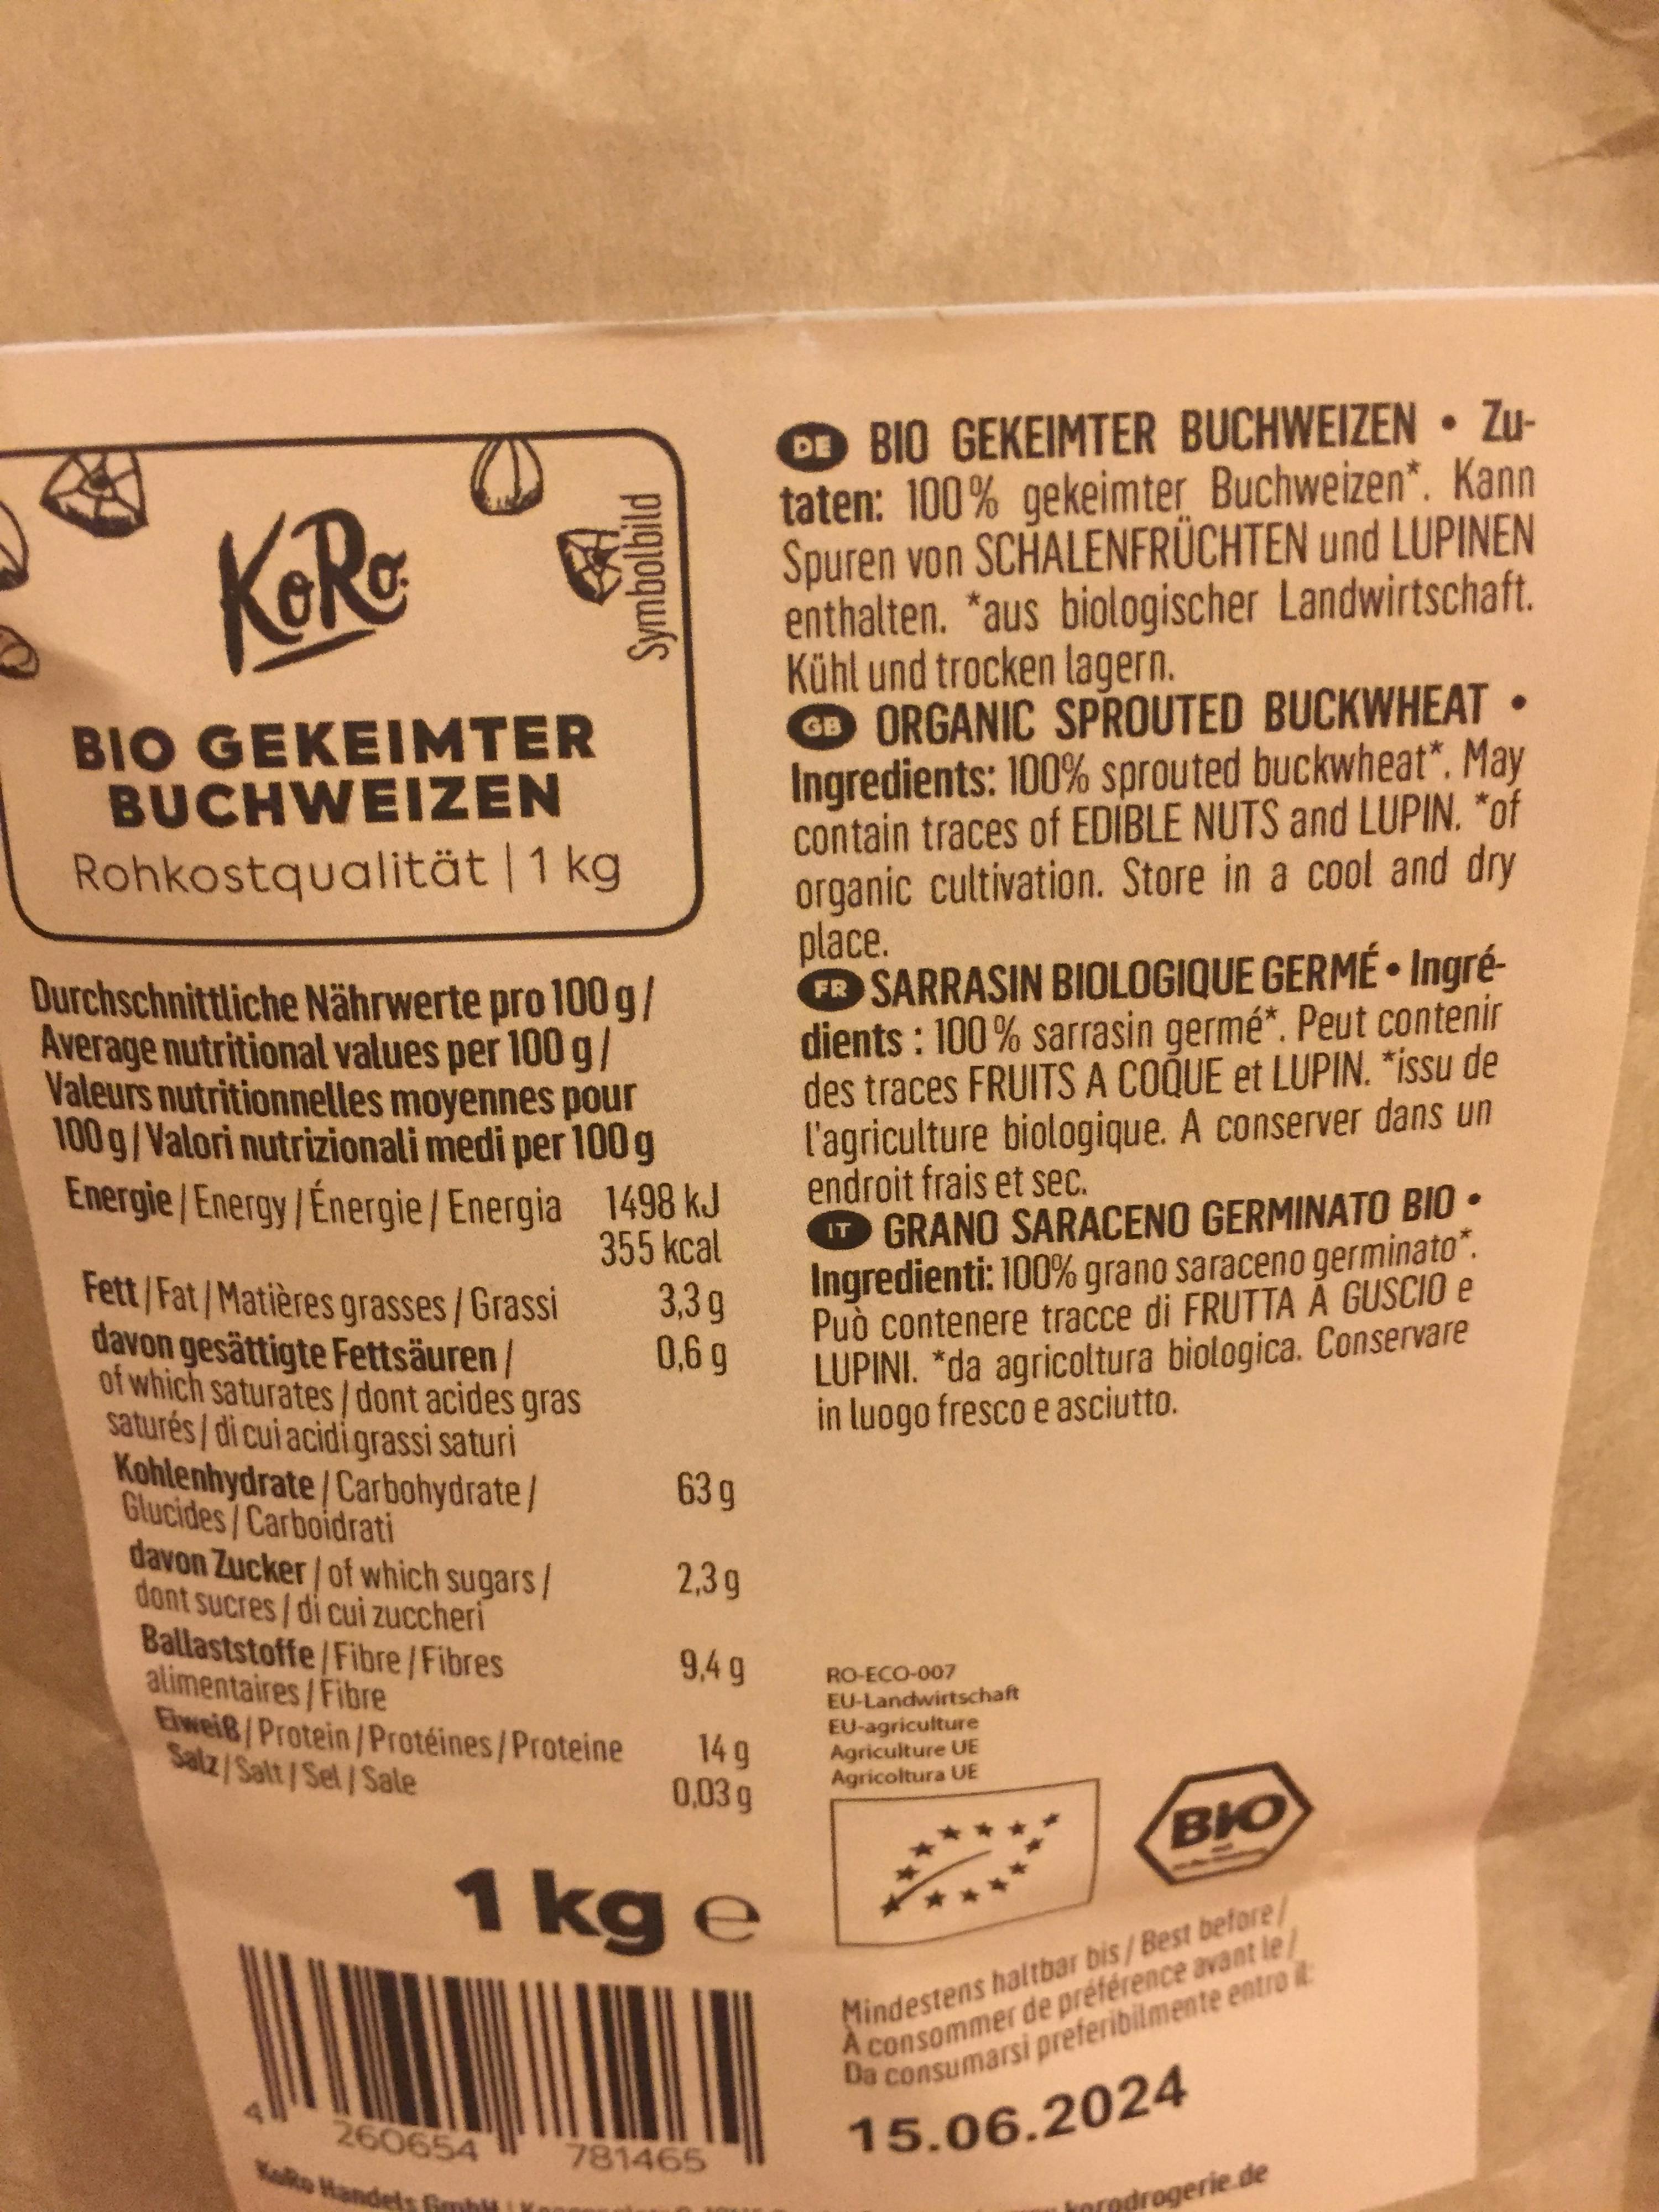 KoRo
Symbolbild
BIO GEKEIMTER
BUCHWEIZEN
Rohkostqualität | 1 kg
Durchschnittliche Nährwerte pro 100 g /
Average nutritional values per 100 g /
Valeurs nutritionnelles moyennes pour
100 g / Valori nutrizionali medi per 100 g
Energie / Energy / Énergie / Energia 1498 kJ
355 kcal
Fett / Fat / Matières grasses / Grassi 3,3 g
davon gesättigte Fettsäuren / 0,6 g
of which saturates / dont acides gras
saturés / di cui acidi grassi saturi
Kohlenhydrate / Carbohydrate / 63 g
Glucides / Carboidrati
davon Zucker / of which sugars / 2,3 g
dont sucres / di cui zuccheri
Ballaststoffe / Fibre / Fibres 9,4 g
alimentaires / Fibre
Eiweiß / Protein / Protéines / Proteine 14 g
Salz / Salt / Sel / Sale 0,03 g
1 kg e
4 260654 781465
KoRo Handels GmbH
DE BIO GEKEIMTER BUCHWEIZEN • Zu-
taten: 100 % gekeimter Buchweizen*. Kann
Spuren von SCHALENFRÜCHTEN und LUPINEN
enthalten. *aus biologischer Landwirtschaft.
Kühl und trocken lagern.
GB ORGANIC SPROUTED BUCKWHEAT •
Ingredients: 100% sprouted buckwheat*. May
contain traces of EDIBLE NUTS and LUPIN. *of
organic cultivation. Store in a cool and dry
place.
FR SARRASIN BIOLOGIQUE GERMÉ • Ingré-
dients : 100 % sarrasin germé*. Peut contenir
des traces FRUITS A COQUE et LUPIN. *issu de
l'agriculture biologique. A conserver dans un
endroit frais et sec.
IT GRANO SARACENO GERMINATO BIO •
Ingredienti: 100% grano saraceno germinato*.
Può contenere tracce di FRUTTA A GUSCIO e
LUPINI. *da agricoltura biologica. Conservare
in luogo fresco e asciutto.
RO-ECO-007
EU-Landwirtschaft
EU-agriculture
Agriculture UE
Agricoltura UE
BIO
Mindestens haltbar bis / Best before /
À consommer de préférence avant le /
Da consumarsi preferibilmente entro il:
15.06.2024
korodrogerie.de